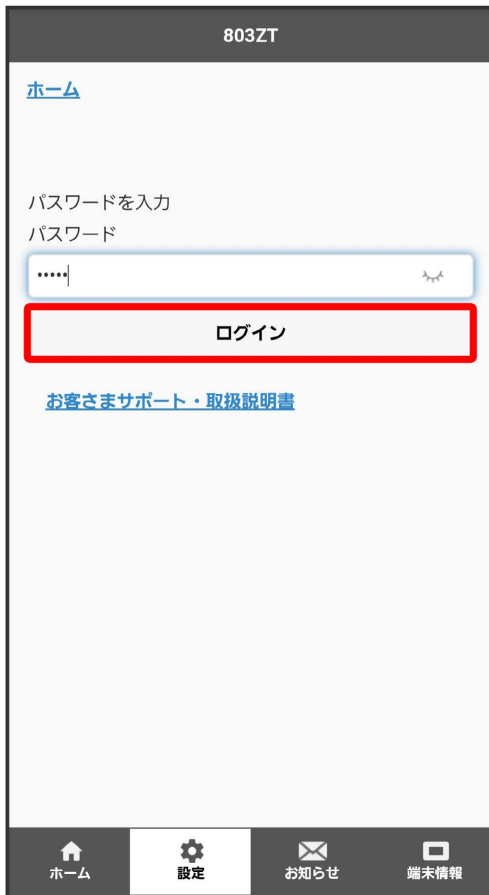 803ZT
ホーム
パスワードを入力
パスワード
•••••
ログイン
お客さまサポート・取扱説明書
ホーム
設定
お知らせ
端末情報